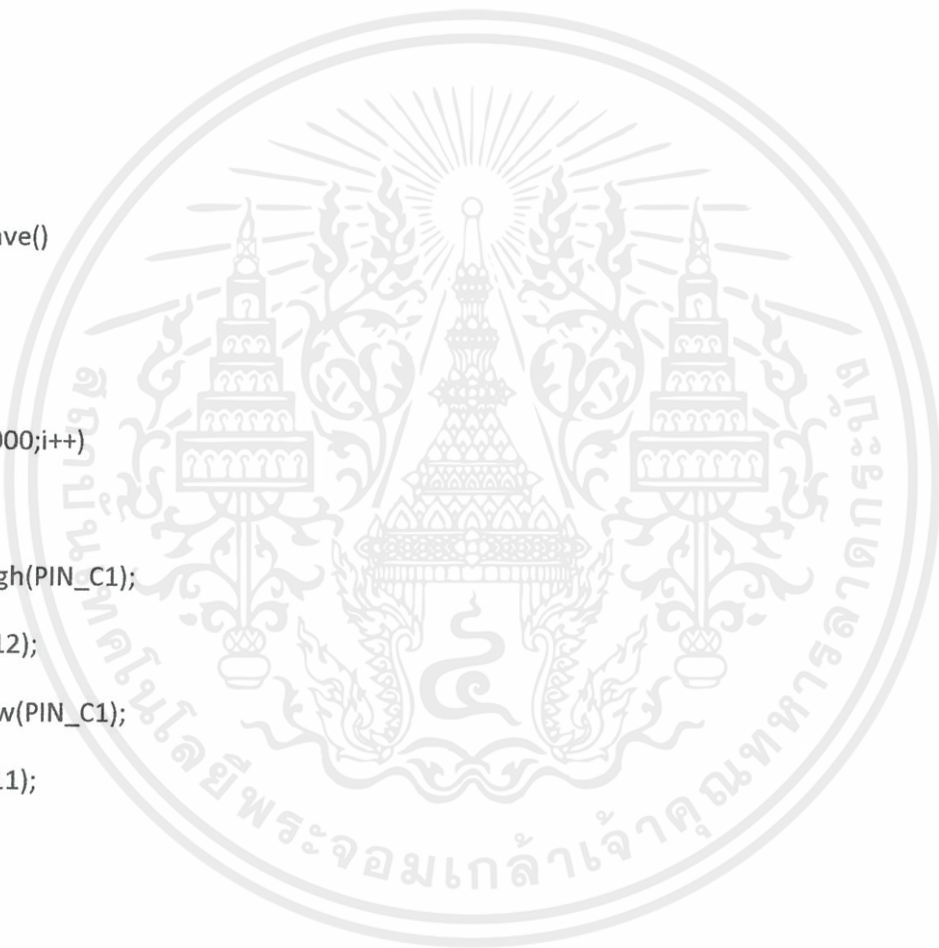 ave()
000;i++)
gh(PIN_C1);
12);
w(PIN_C1);
11);
สถาบันเทคโนโลยีพระจอมเกล้าเจ้าคุณทหารลาดกระบัง